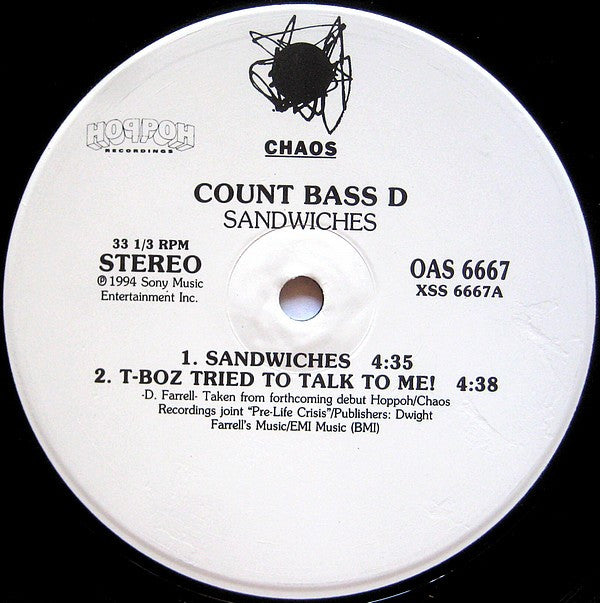 HOPPOH
RECORDINGS
CHAOS
COUNT BASS D
SANDWICHES
33 1/3 RPM
STEREO
℗ 1994 Sony Music
Entertainment Inc.
OAS 6667
XSS 6667A
1. SANDWICHES 4:35
2. T-BOZ TRIED TO TALK TO ME! 4:38
-D. Farrell- Taken from forthcoming debut Hoppoh/Chaos
Recordings joint "Pre-Life Crisis"/Publishers: Dwight
Farrell's Music/EMI Music (BMI)